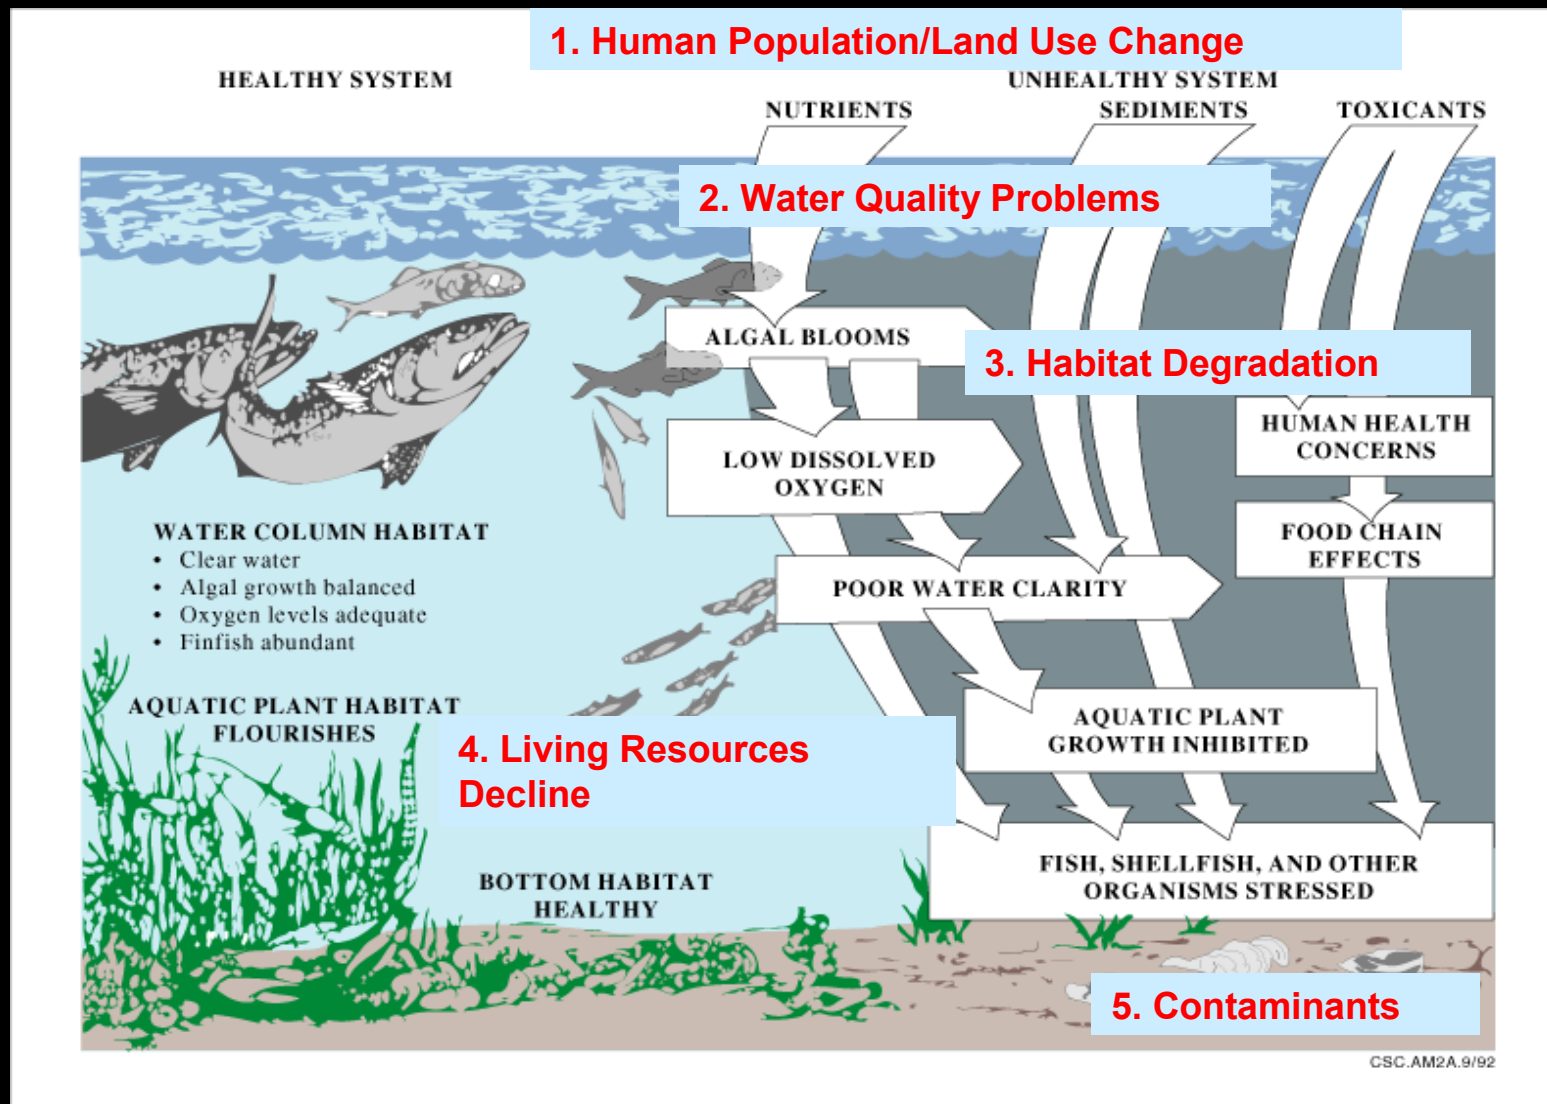 1. Human Population/Land Use Change
HEALTHY SYSTEM
UNHEALTHY SYSTEM
NUTRIENTS
SEDIMENTS
TOXICANTS
2. Water Quality Problems
ALGAL BLOOMS
3. Habitat Degradation
HUMAN HEALTH
CONCERNS
LOW DISSOLVED
OXYGEN
FOOD CHAIN
EFFECTS
WATER COLUMN HABITAT
• Clear water
• Algal growth balanced
• Oxygen levels adequate
• Finfish abundant
POOR WATER CLARITY
AQUATIC PLANT HABITAT
FLOURISHES
AQUATIC PLANT
GROWTH INHIBITED
4. Living Resources
Decline
BOTTOM HABITAT
HEALTHY
FISH, SHELLFISH, AND OTHER
ORGANISMS STRESSED
5. Contaminants
CSC.AM2A.9/92